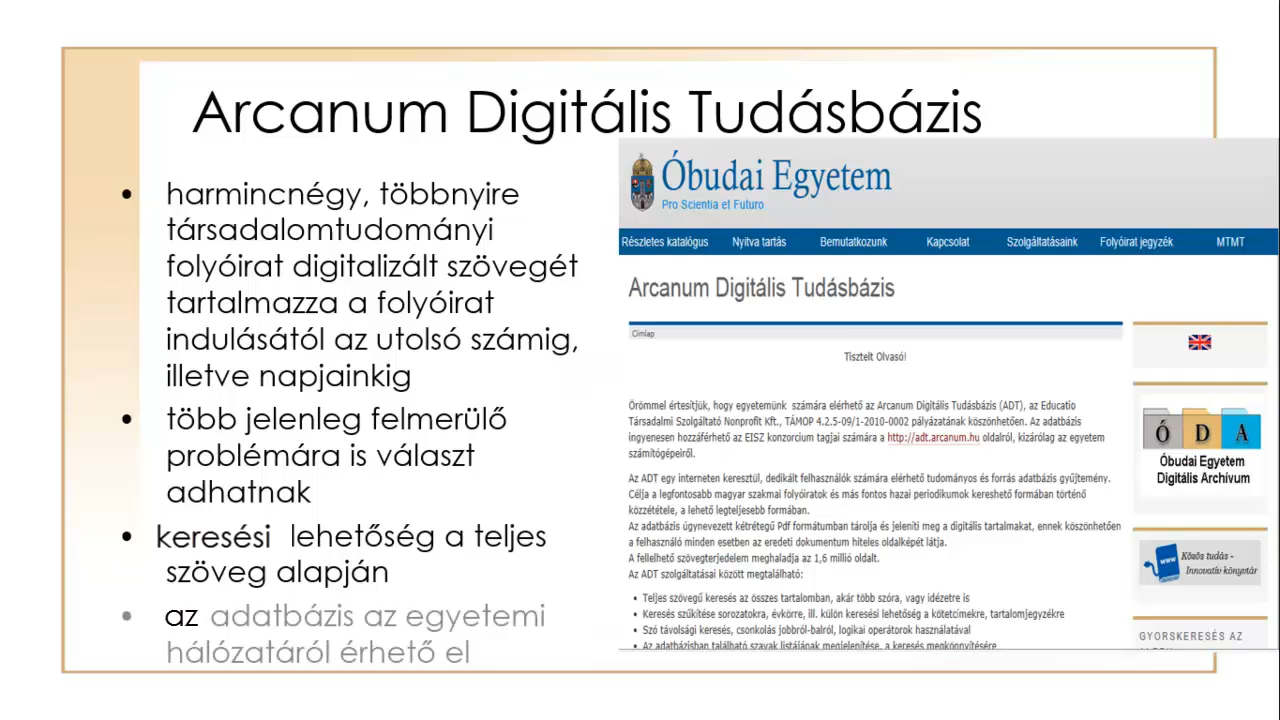 Arcanum Digitális Tudásbázis
• harmincnégy, többnyire
társadalomtudományi
folyóirat digitalizált szövegét
tartalmazza a folyóirat
indulásától az utolsó számig,
illetve napjainkig
• több jelenleg felmerülő
problémára is választ
adhatnak
• keresési lehetőség a teljes
szöveg alapján
• az adatbázis az egyetemi
hálózatáról érhető el
Óbudai Egyetem
Pro Scientia et Futuro
Részletes katalógus Nyitva tartás Bemutatkozunk Kapcsolat Szolgáltatásaink Folyóirat jegyzék MTMT
Arcanum Digitális Tudásbázis
Címlap
Tisztelt Olvasó!
Örömmel értesítjük, hogy egyetemünk számára elérhető az Arcanum Digitális Tudásbázis (ADT), az Educatio
Társadalmi Szolgáltató Nonprofit Kft., TÁMOP 4.2.5-09/1-2010-0002 pályázatának köszönhetően. Az adatbázis
ingyenesen hozzáférhető az EISZ konzorcium tagjai számára a http://adt.arcanum.hu oldalról, kizárólag az egyetem
számítógépeiről.
Az ADT egy interneten keresztül, dedikált felhasználók számára elérhető tudományos és forrás adatbázis gyűjtemény.
Célja a legfontosabb magyar szakmai folyóiratok és más fontos hazai periodikumok kereshető formában történő
közzététele, a lehető legteljesebb formában.
Az adatbázis úgynevezett kétrétegű Pdf formátumban tárolja és jeleníti meg a digitális tartalmakat, ennek köszönhetően
a felhasználó minden esetben az eredeti dokumentum hiteles oldalképét látja.
A fellelhető szövegterjedelem meghaladja az 1,6 millió oldalt.
Az ADT szolgáltatásai között megtalálható:
• Teljes szövegű keresés az összes tartalomban, akár több szóra, vagy idézetre is
• Keresés szűkítése sorozatokra, évkörre, ill. külön keresési lehetőség a kötetcímekre, tartalomjegyzékre
• Szó távolsági keresés, csonkolás jobbról-balról, logikai operátorok használatával
• Az adatbázisban található szavak listájának megjelenítése, a keresés megkönnyítésére
Ó D A
Óbudai Egyetem
Digitális Archívum
WWW
Közös tudás -
Innovatív könyvtár
GYORSKERESÉS AZ